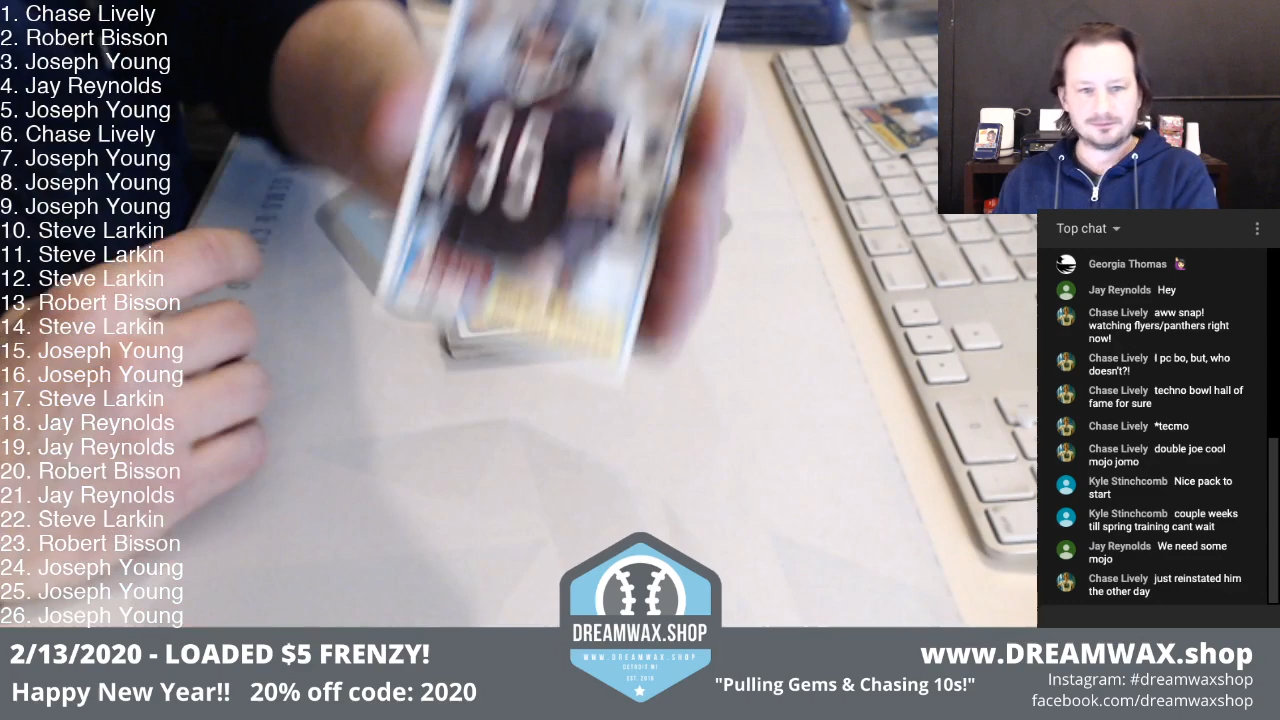 1. Chase Lively
2. Robert Bisson
3. Joseph Young
4. Jay Reynolds
5. Joseph Young
6. Chase Lively
7. Joseph Young
8. Joseph Young
9. Joseph Young
10. Steve Larkin
11. Steve Larkin
12. Steve Larkin
13. Robert Bisson
14. Steve Larkin
15. Joseph Young
16. Joseph Young
17. Steve Larkin
18. Jay Reynolds
19. Jay Reynolds
20. Robert Bisson
21. Jay Reynolds
22. Steve Larkin
23. Robert Bisson
24. Joseph Young
25. Joseph Young
26. Joseph Young
36
Top chat
Georgia Thomas
Jay Reynolds Hey
Chase Lively aww snap!
watching flyers/panthers right
now!
Chase Lively I pc bo, but, who
doesn't?!
Chase Lively techno bowl hall of
fame for sure
Chase Lively *tecmo
Chase Lively double joe cool
mojo jomo
Kyle Stinchcomb Nice pack to
start
Kyle Stinchcomb couple weeks
till spring training cant wait
Jay Reynolds We need some
mojo
Chase Lively just reinstated him
the other day
2/13/2020 - LOADED $5 FRENZY!
Happy New Year!! 20% off code: 2020
DREAMWAX.SHOP
WWW.DREAMWAX.SHOP
DETROIT MI
"Pulling Gems & Chasing 10s!"
www.DREAMWAX.shop
Instagram: #dreamwaxshop
facebook.com/dreamwaxshop